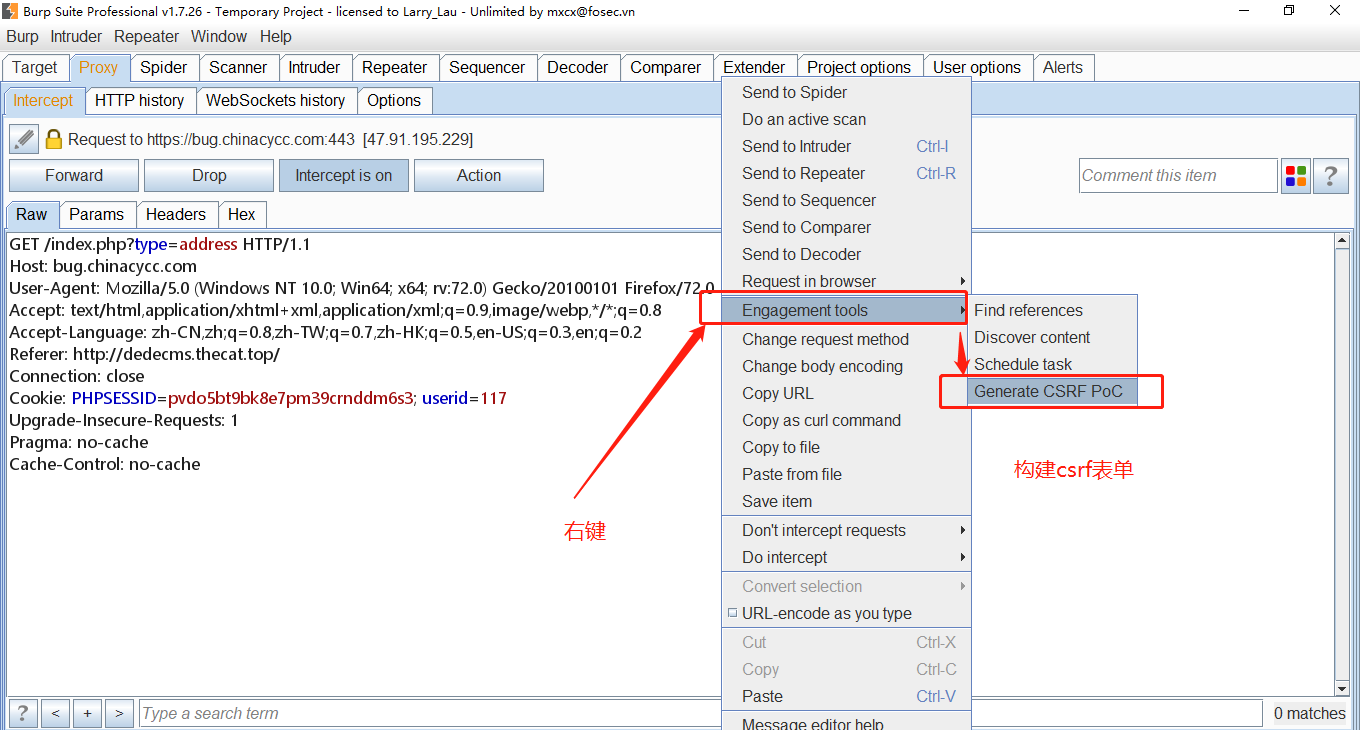 Burp Suite Professional v1.7.26 - Temporary Project - licensed to Larry_Lau - Unlimited by mxcx@fosec.vn
Burp Intruder Repeater Window Help
Target Proxy Spider Scanner Intruder Repeater Sequencer Decoder Comparer Extender Project options User options Alerts
Intercept HTTP history WebSockets history Options
Request to https://bug.chinacycc.com:443 [47.91.195.229]
Forward Drop Intercept is on Action Comment this item ?
Raw Params Headers Hex
GET /index.php?type=address HTTP/1.1
Host: bug.chinacycc.com
User-Agent: Mozilla/5.0 (Windows NT 10.0; Win64; x64; rv:72.0) Gecko/20100101 Firefox/72.0
Accept: text/html,application/xhtml+xml,application/xml;q=0.9,image/webp,*/*;q=0.8
Accept-Language: zh-CN,zh;q=0.8,zh-TW;q=0.7,zh-HK;q=0.5,en-US;q=0.3,en;q=0.2
Referer: http://dedecms.thecat.top/
Connection: close
Cookie: PHPSESSID=pvdo5bt9bk8e7pm39crnddm6s3; userid=117
Upgrade-Insecure-Requests: 1
Pragma: no-cache
Cache-Control: no-cache
右键
Send to Spider
Do an active scan
Send to Intruder Ctrl-I
Send to Repeater Ctrl-R
Send to Sequencer
Send to Comparer
Send to Decoder
Request in browser
Engagement tools
Change request method
Change body encoding
Copy URL
Copy as curl command
Copy to file
Paste from file
Save item
Don't intercept requests
Do intercept
Convert selection
URL-encode as you type
Cut Ctrl-X
Copy Ctrl-C
Paste Ctrl-V
Message editor help
Find references
Discover content
Schedule task
Generate CSRF PoC
构建csrf表单
? < + > Type a search term 0 matches